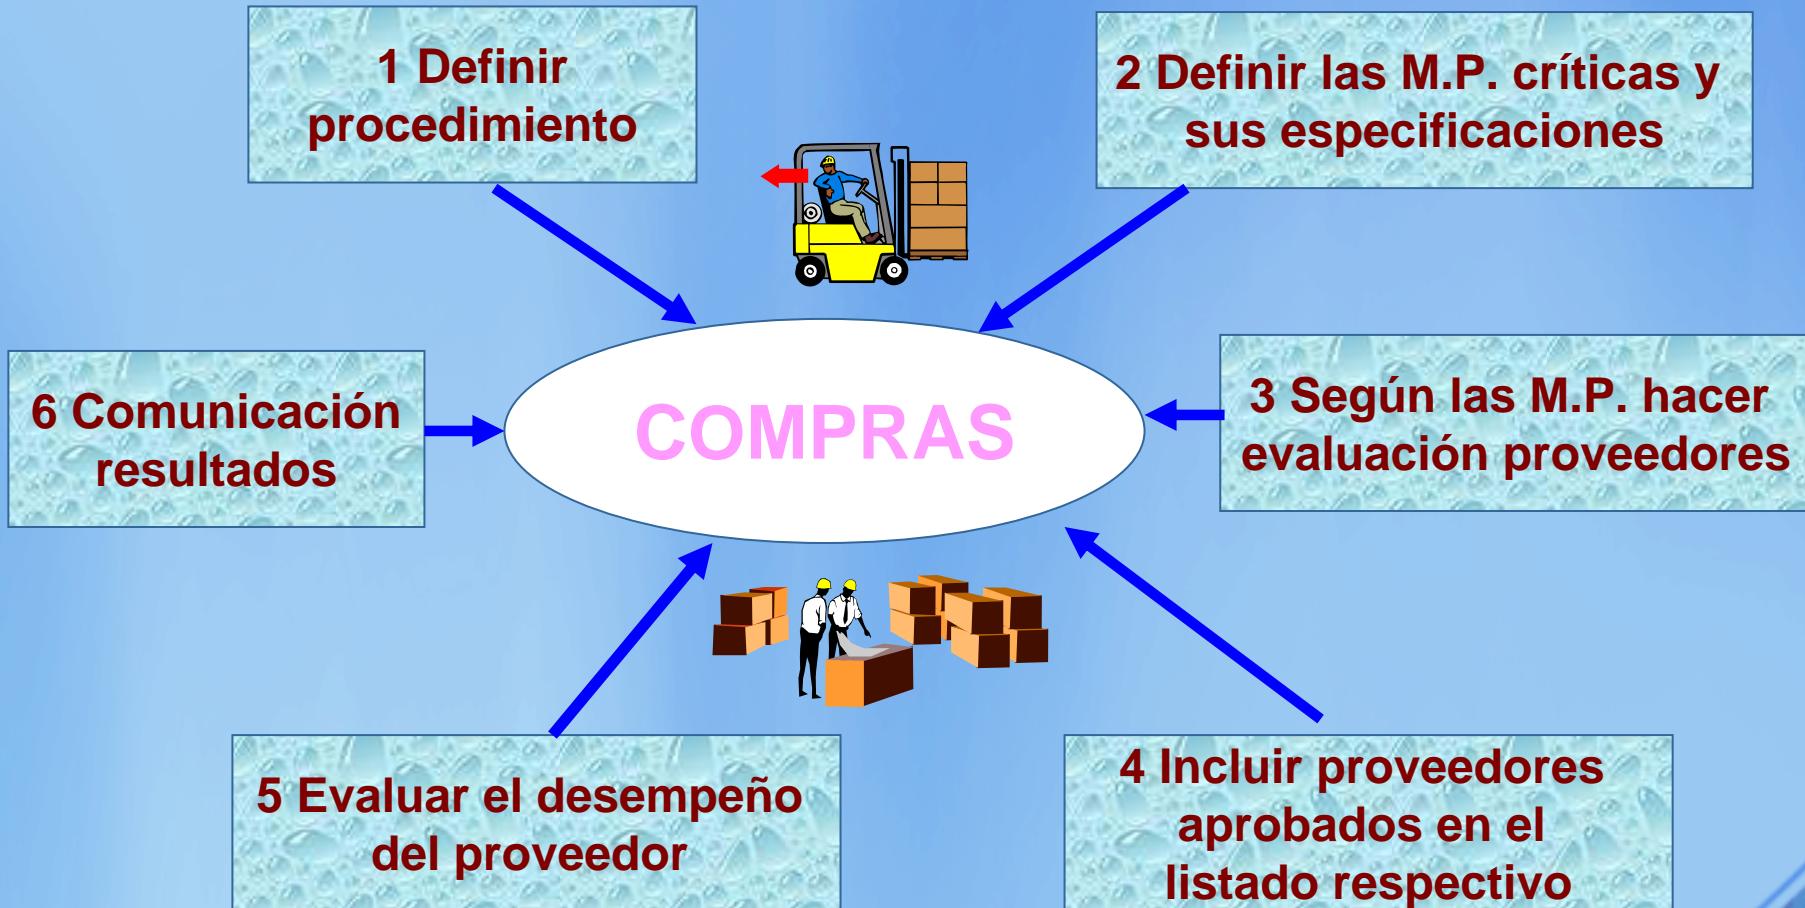 1 Definir
procedimiento
2 Definir las M.P. críticas y
sus especificaciones
3 Según las M.P. hacer
evaluación proveedores
4 Incluir proveedores
aprobados en el
listado respectivo
5 Evaluar el desempeño
del proveedor
6 Comunicación
resultados
COMPRAS